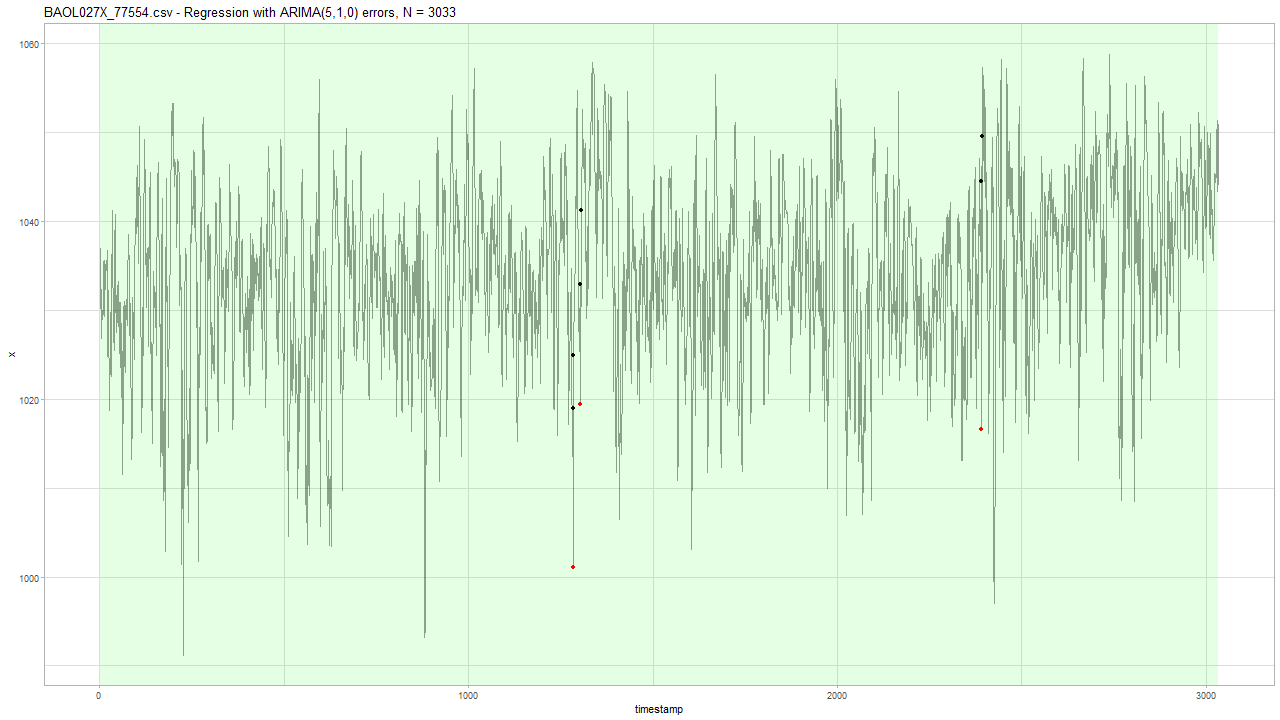 BAOL027X_77554.csv - Regression with ARIMA(5,1,0) errors, N = 3033
1060
1040
x
1020
1000
0
1000
2000
3000
timestamp